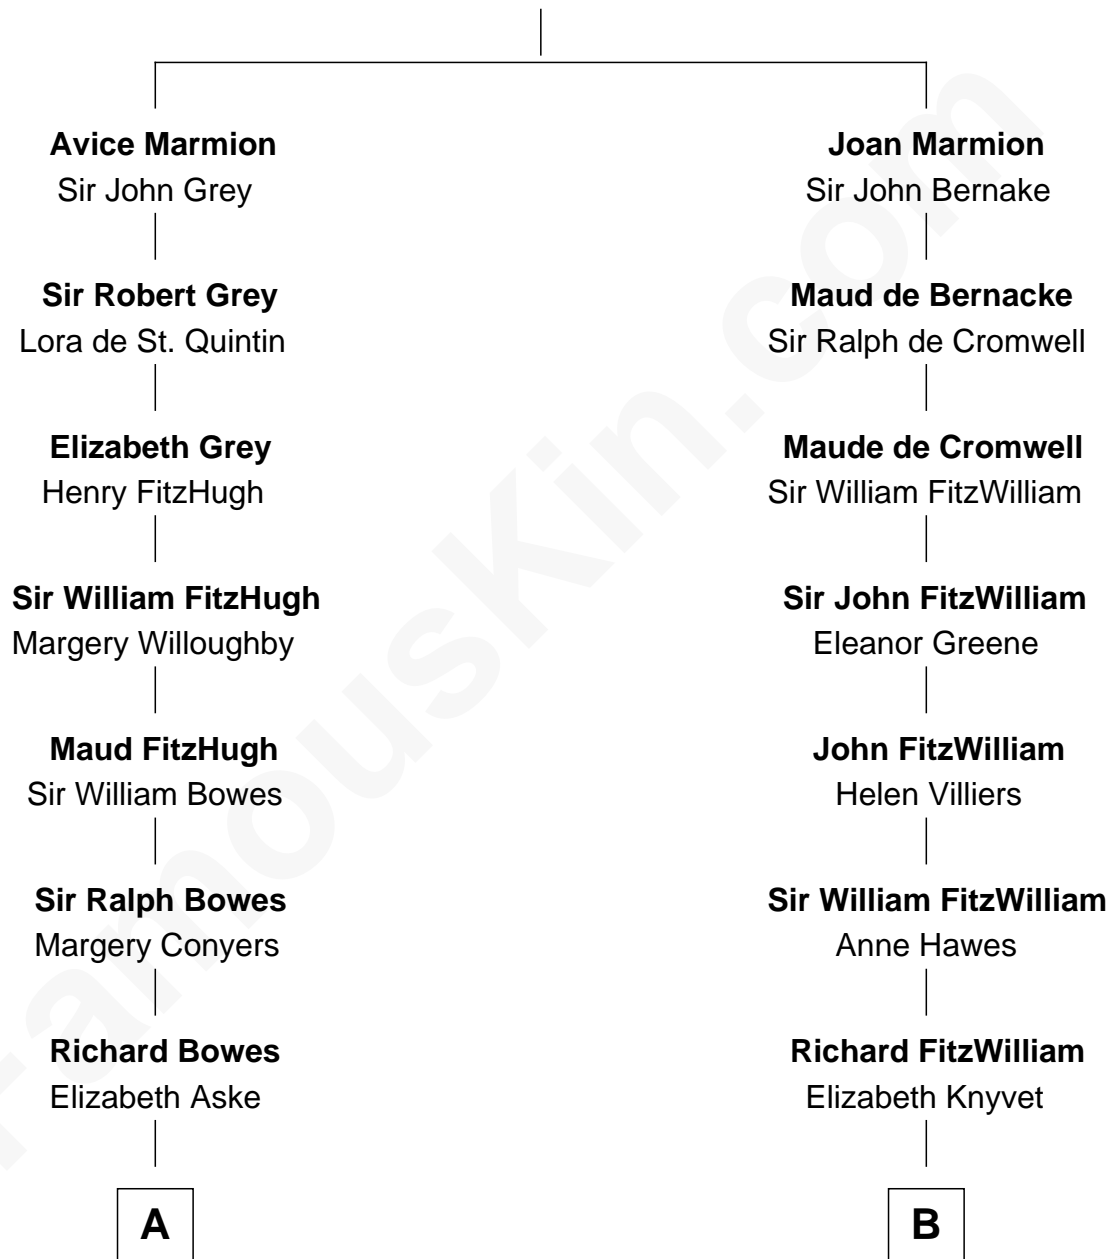 Avice Marmion
Sir John Grey
Sir Robert Grey
Lora de St. Quintin
Elizabeth Grey
Henry FitzHugh
Sir William FitzHugh
Margery Willoughby
Maud FitzHugh
Sir William Bowes
Sir Ralph Bowes
Margery Conyers
Richard Bowes
Elizabeth Aske
A
Joan Marmion
Sir John Bernake
Maud de Bernacke
Sir Ralph de Cromwell
Maude de Cromwell
Sir William FitzWilliam
Sir John FitzWilliam
Eleanor Greene
John FitzWilliam
Helen Villiers
Sir William FitzWilliam
Anne Hawes
Richard FitzWilliam
Elizabeth Knyvet
B
FamousKin.com